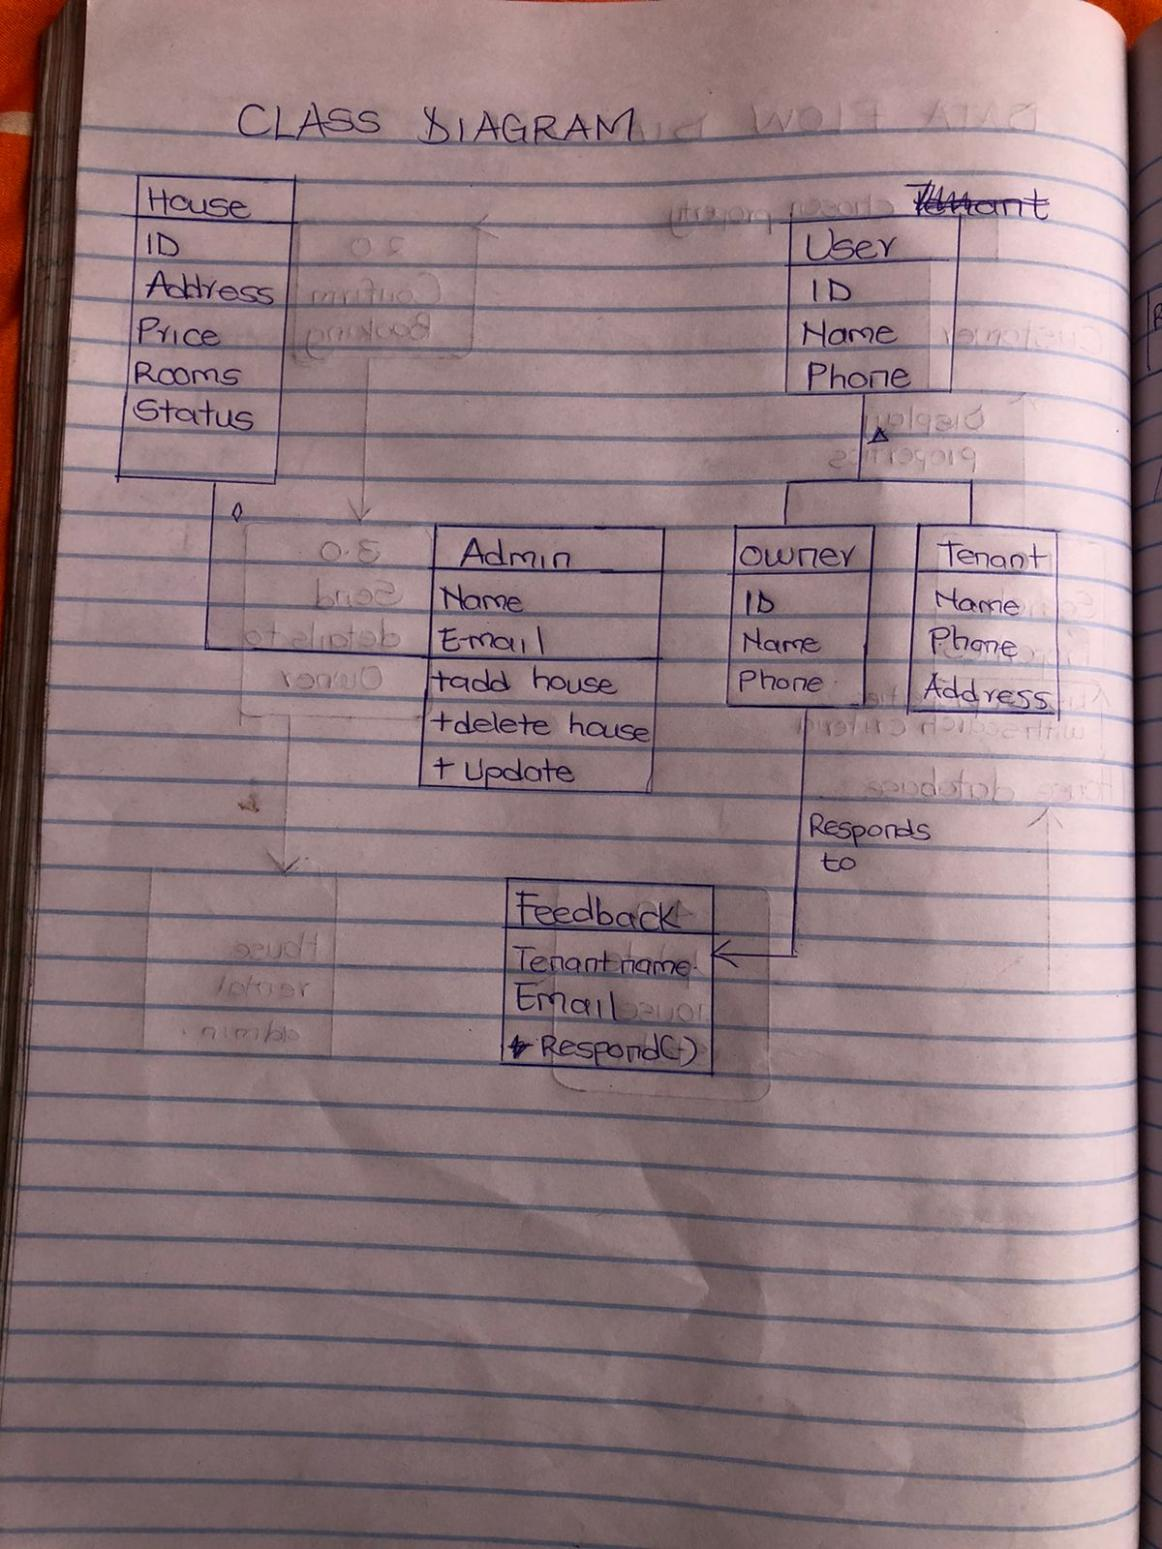 CLASS DIAGRAM
House
ID
Address
Price
Rooms
Status
User
ID
Name
Phone
Admin
Name
E-mail
+add house
+delete house
+ Update
Owner
ID
Name
Phone
Tenant
Name
Phone
Address
Responds
to
Feedback
Tenant name
Email
+ Respond()